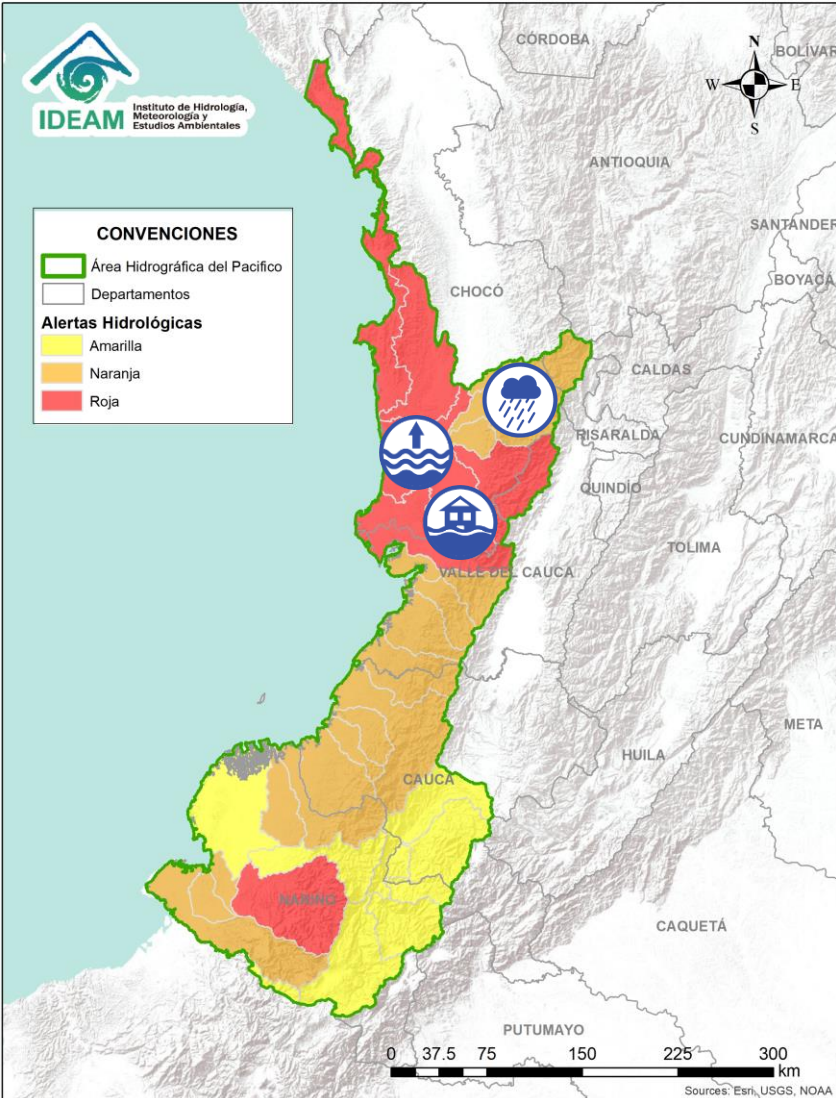 CÓRDOBA
BOLÍVAR
N
W
E
S
IDEAM
Instituto de Hidrología,
Meteorología y
Estudios Ambientales
ANTIOQUIA
SANTANDER
CONVENCIONES
Área Hidrográfica del Pacifico
Departamentos
Alertas Hidrológicas
Amarilla
Naranja
Roja
BOYACÁ
CHOCÓ
CALDAS
RISARALDA
CUNDINAMARCA
QUINDÍO
TOLIMA
VALLE DEL CAUCA
META
HUILA
CAUCA
NARIÑO
CAQUETÁ
PUTUMAYO
0 37.5 75 150 225 300
km
Sources: Esri, USGS, NOAA